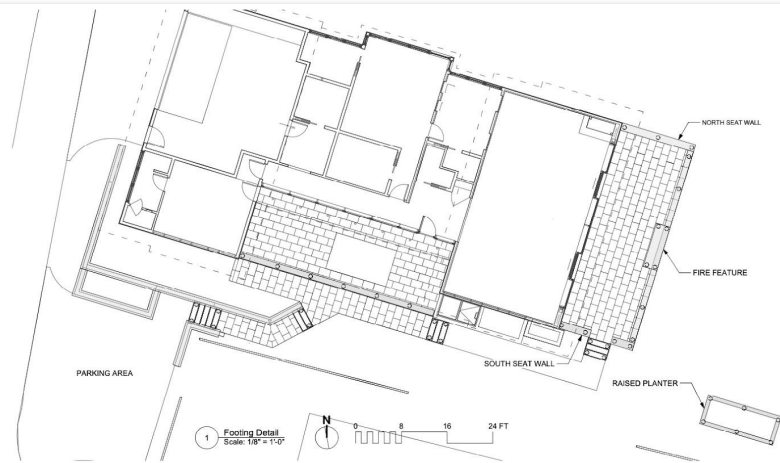 NORTH SEAT WALL
FIRE FEATURE
SOUTH SEAT WALL
RAISED PLANTER
PARKING AREA
1
Footing Detail
Scale: 1/8" = 1'-0"
N
0 8 16 24 FT